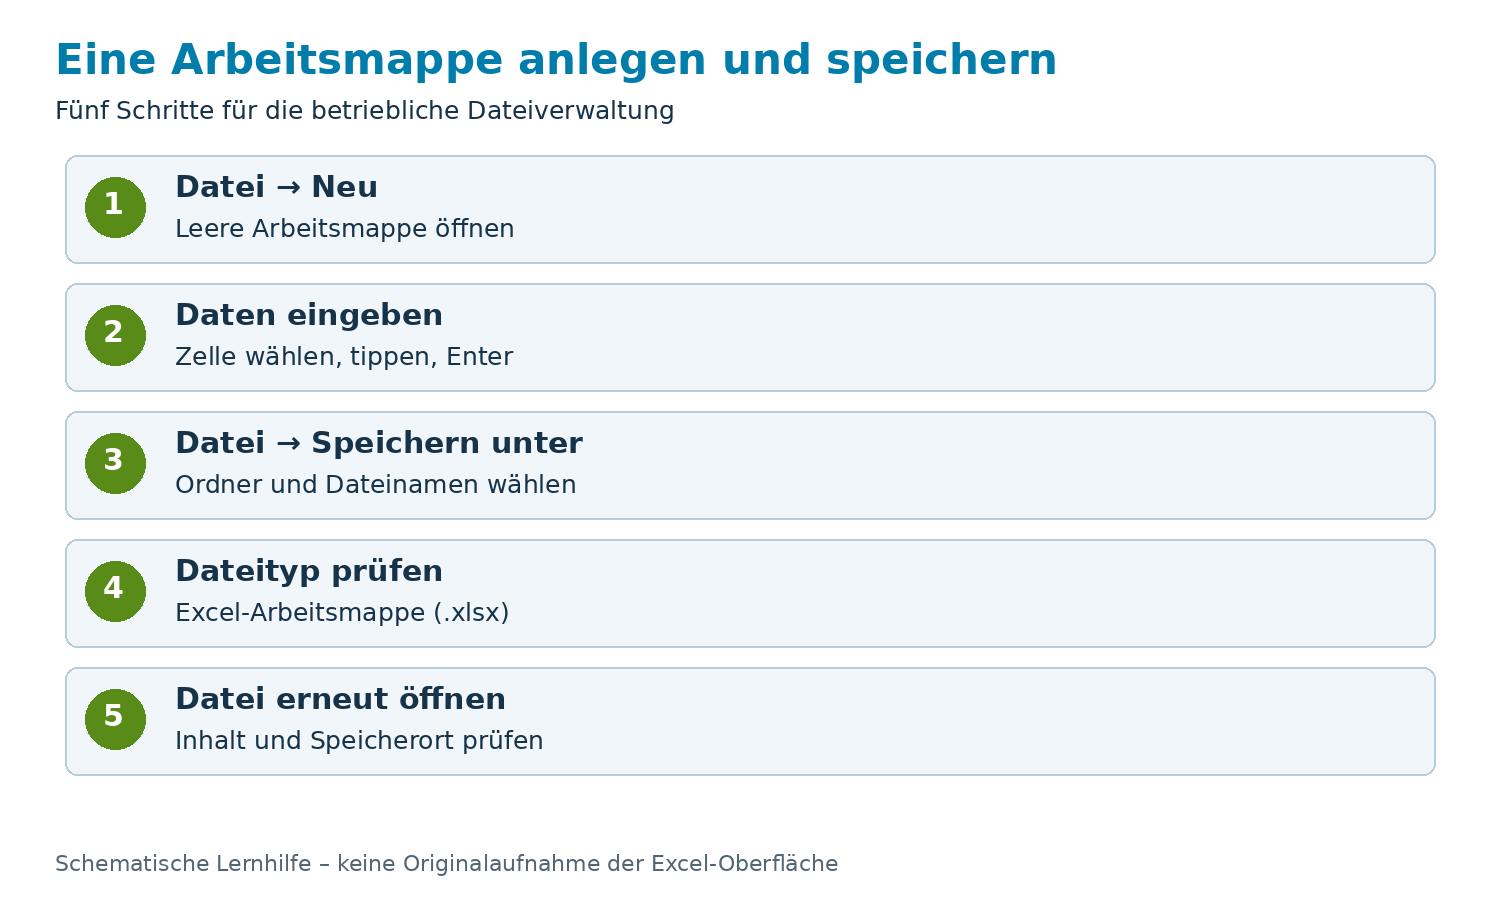 Eine Arbeitsmappe anlegen und speichern
Fünf Schritte für die betriebliche Dateiverwaltung
1
Datei → Neu
Leere Arbeitsmappe öffnen
2
Daten eingeben
Zelle wählen, tippen, Enter
3
Datei → Speichern unter
Ordner und Dateinamen wählen
4
Dateityp prüfen
Excel-Arbeitsmappe (.xlsx)
5
Datei erneut öffnen
Inhalt und Speicherort prüfen
Schematische Lernhilfe – keine Originalaufnahme der Excel-Oberfläche